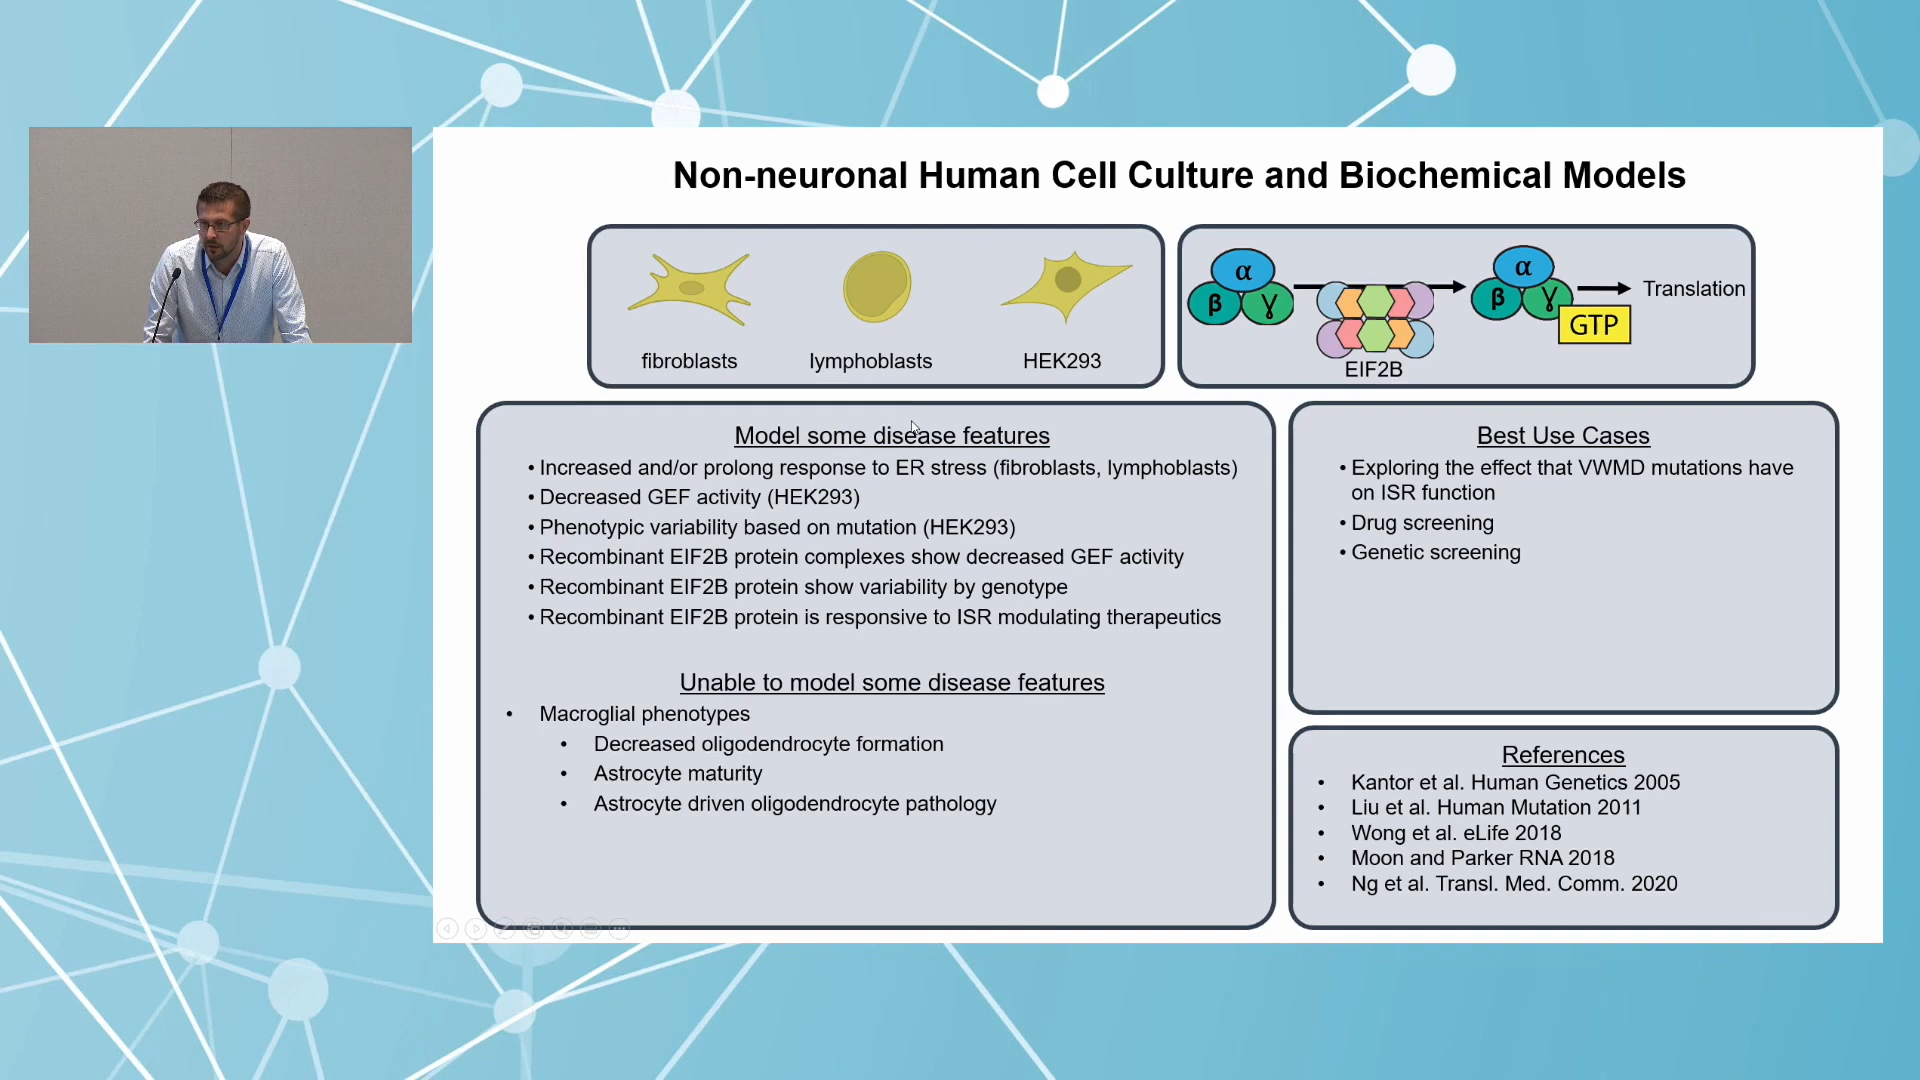 Non-neuronal Human Cell Culture and Biochemical Models
fibroblasts
lymphoblasts
HEK293
α
β
γ
EIF2B
α
β
γ
GTP
Translation
Model some disease features
• Increased and/or prolong response to ER stress (fibroblasts, lymphoblasts)
• Decreased GEF activity (HEK293)
• Phenotypic variability based on mutation (HEK293)
• Recombinant EIF2B protein complexes show decreased GEF activity
• Recombinant EIF2B protein show variability by genotype
• Recombinant EIF2B protein is responsive to ISR modulating therapeutics
Unable to model some disease features
• Macroglial phenotypes
• Decreased oligodendrocyte formation
• Astrocyte maturity
• Astrocyte driven oligodendrocyte pathology
Best Use Cases
• Exploring the effect that VWMD mutations have
on ISR function
• Drug screening
• Genetic screening
References
• Kantor et al. Human Genetics 2005
• Liu et al. Human Mutation 2011
• Wong et al. eLife 2018
• Moon and Parker RNA 2018
• Ng et al. Transl. Med. Comm. 2020